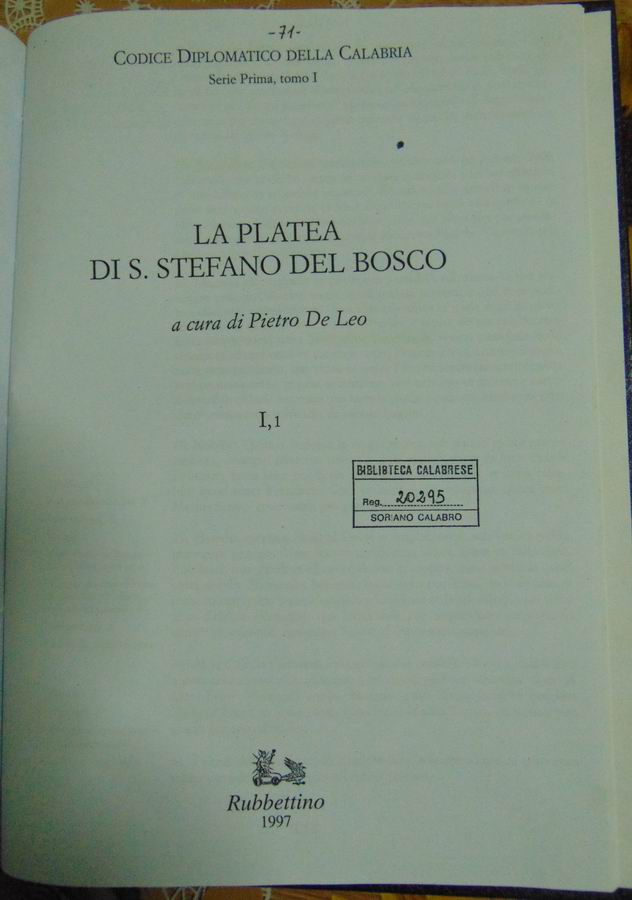 -71-
CODICE DIPLOMATICO DELLA CALABRIA
Serie Prima, tomo I
LA PLATEA
DI S. STEFANO DEL BOSCO
a cura di Pietro De Leo
I,1
BIBLIOTECA CALABRESE
Reg. 20295
SORIANO CALABRO
Rubbettino
1997